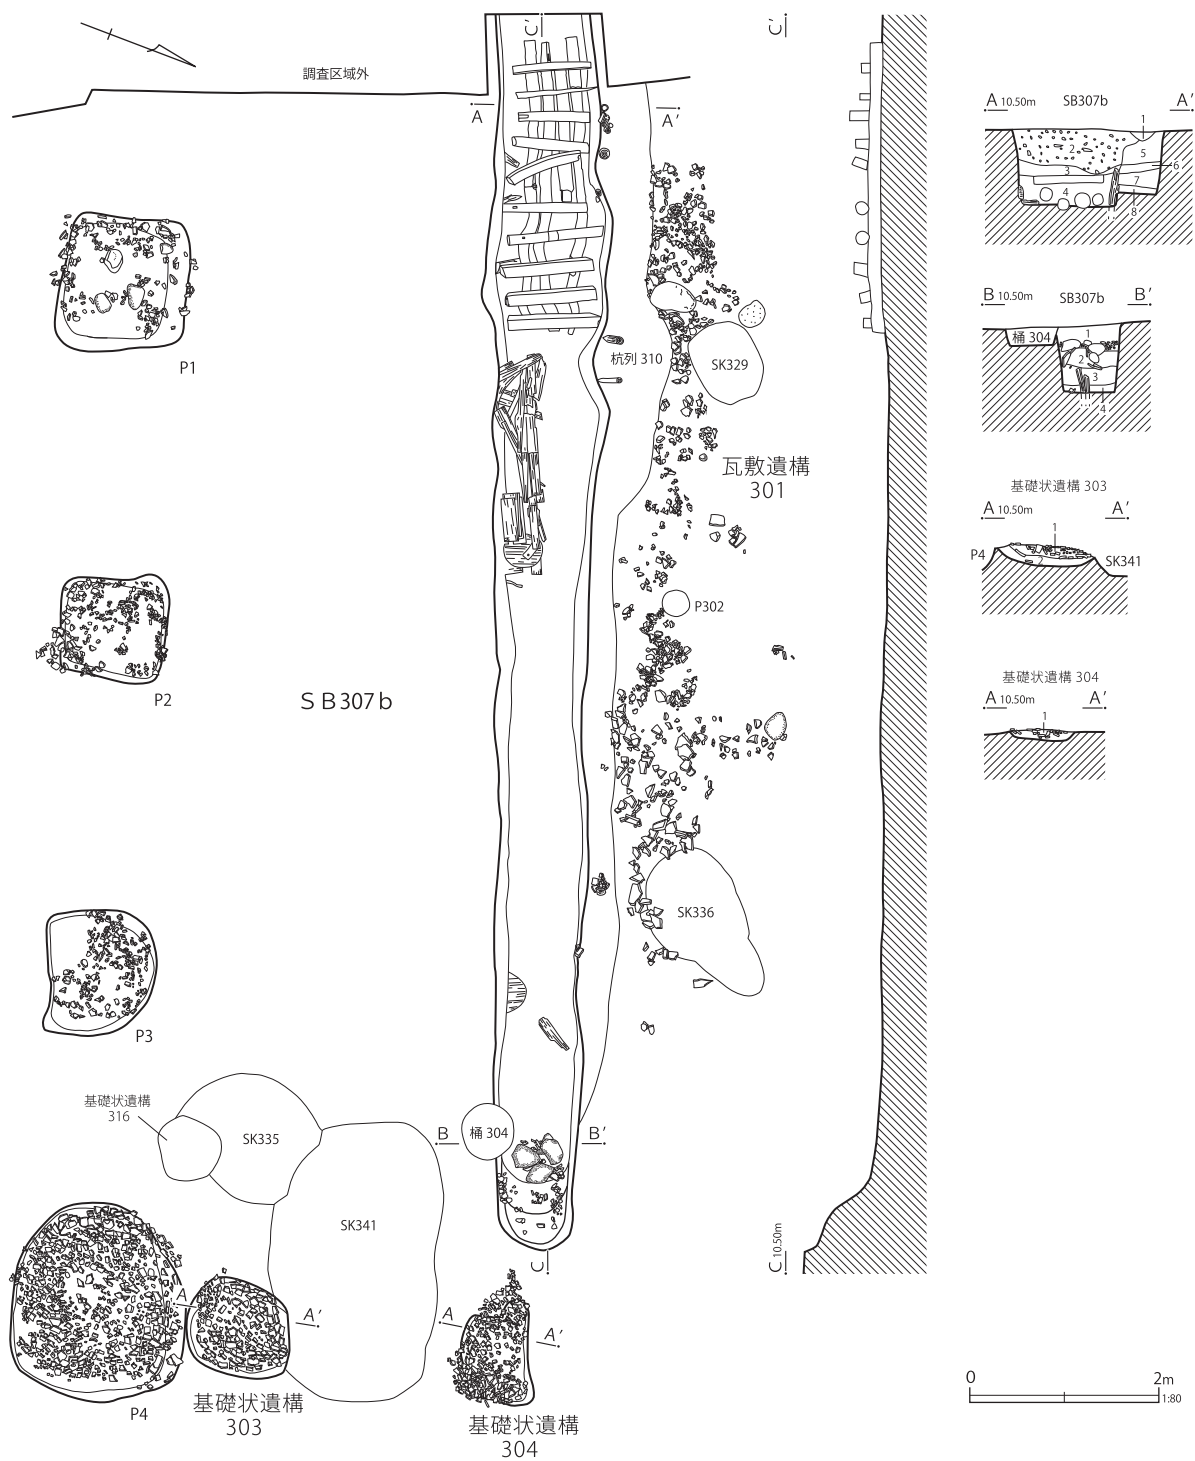 調査区域外
C′
A
A′
P1
杭列 310
SK329
瓦敷遺構
301
P302
P2
S B307b
SK336
P3
基礎状遺構
316
SK335
SK341
B
桶 304
B′
C
A
A′
P4
基礎状遺構
303
A
A′
基礎状遺構
304
C′
C 10.50m
A 10.50m
SB307b
A′
1
2
3
4
5
6
7
8
B 10.50m
SB307b
B′
桶 304
1
2
3
4
基礎状遺構 303
A 10.50m
A′
1
2
P4
SK341
基礎状遺構 304
A 10.50m
A′
1
0
2m
1:80